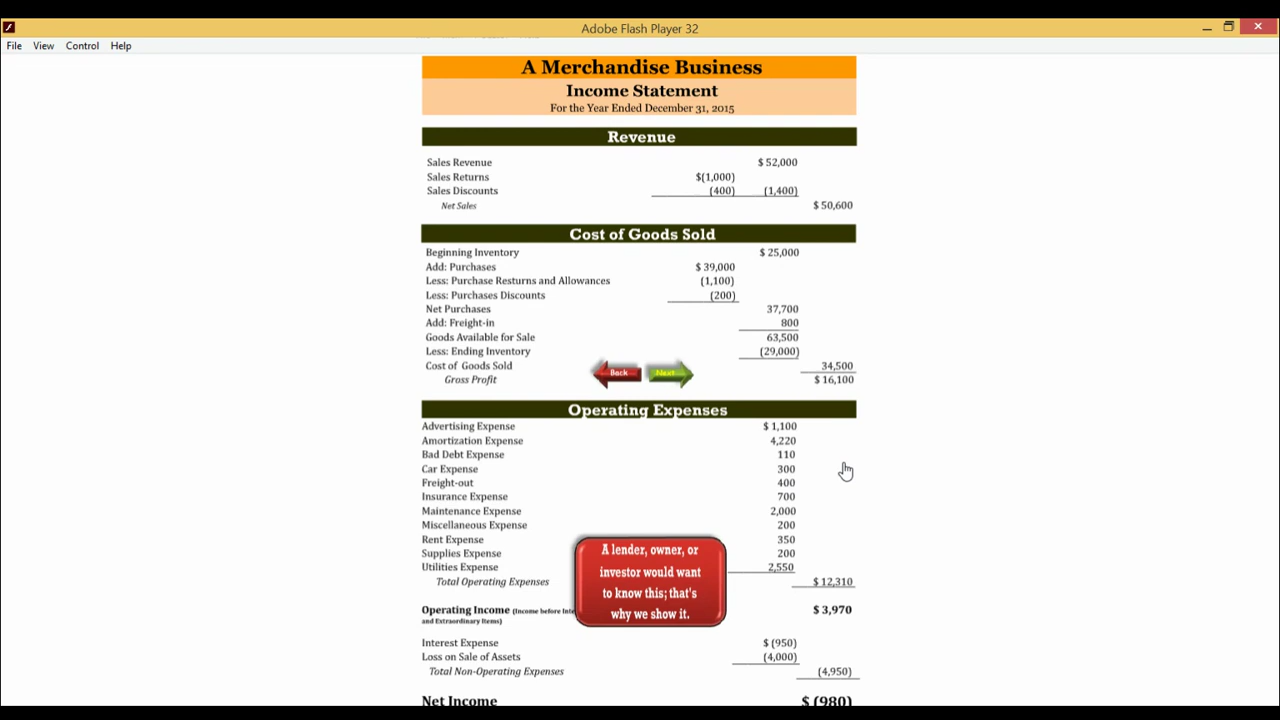 Adobe Flash Player 32
File View Control Help
A Merchandise Business
Income Statement
For the Year Ended December 31, 2015
Revenue
Sales Revenue $ 52,000
Sales Returns $(1,000)
Sales Discounts (400) (1,400)
Net Sales $ 50,600
Cost of Goods Sold
Beginning Inventory $ 25,000
Add: Purchases $ 39,000
Less: Purchase Resturns and Allowances (1,100)
Less: Purchases Discounts (200)
Net Purchases 37,700
Add: Freight-in 800
Goods Available for Sale 63,500
Less: Ending Inventory (29,000)
Cost of Goods Sold 34,500
Back Next
Gross Profit $ 16,100
Operating Expenses
Advertising Expense $ 1,100
Amortization Expense 4,220
Bad Debt Expense 110
Car Expense 300
Freight-out 400
Insurance Expense 700
Maintenance Expense 2,000
Miscellaneous Expense 200
Rent Expense 350
Supplies Expense 200
Utilities Expense 2,550
Total Operating Expenses $ 12,310
A lender, owner, or
investor would want
to know this; that's
why we show it.
Operating Income (Income before $ 3,970
and Extraordinary Items)
Interest Expense $ (950)
Loss on Sale of Assets (4,000)
Total Non-Operating Expenses (4,950)
Net Income $ (980)